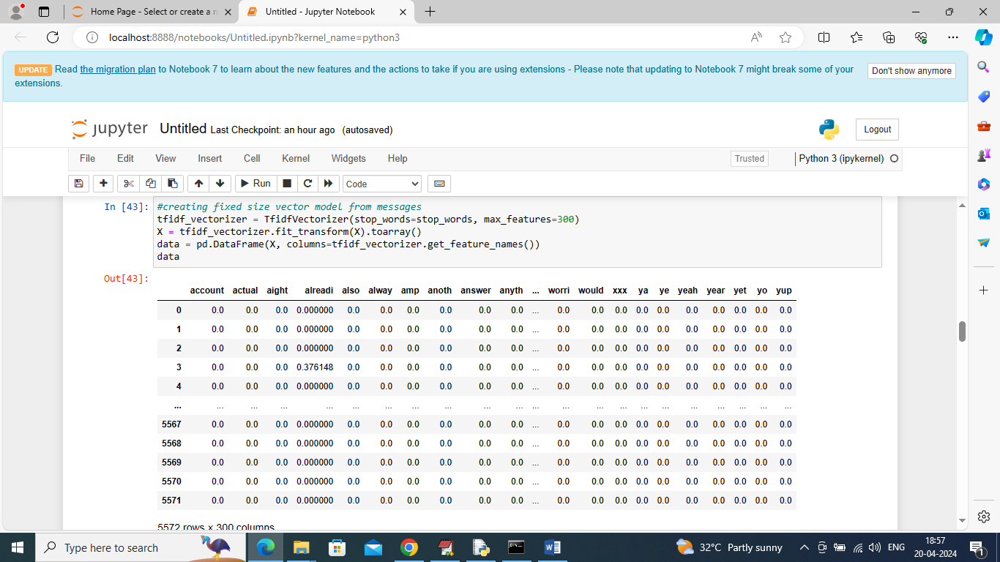 Home Page - Select or create a n
Untitled - Jupyter Notebook
localhost:8888/notebooks/Untitled.ipynb?kernel_name=python3
UPDATE Read the migration plan to Notebook 7 to learn about the new features and the actions to take if you are using extensions - Please note that updating to Notebook 7 might break some of your
extensions.
Don't show anymore
jupyter Untitled Last Checkpoint: an hour ago (autosaved)
Logout
File Edit View Insert Cell Kernel Widgets Help
Trusted
Python 3 (ipykernel)
Run
Code
In [43]:
#creating fixed size vector model from messages
tfidf_vectorizer = TfidfVectorizer(stop_words=stop_words, max_features=300)
X = tfidf_vectorizer.fit_transform(X).toarray()
data = pd.DataFrame(X, columns=tfidf_vectorizer.get_feature_names())
data
Out[43]:
account actual aight alreadi also alway amp anoth answer anyth ... worri would xxx ya ye yeah year yet yo yup
0 0.0 0.0 0.0 0.000000 0.0 0.0 0.0 0.0 0.0 0.0 ... 0.0 0.0 0.0 0.0 0.0 0.0 0.0 0.0 0.0 0.0
1 0.0 0.0 0.0 0.000000 0.0 0.0 0.0 0.0 0.0 0.0 ... 0.0 0.0 0.0 0.0 0.0 0.0 0.0 0.0 0.0 0.0
2 0.0 0.0 0.0 0.000000 0.0 0.0 0.0 0.0 0.0 0.0 ... 0.0 0.0 0.0 0.0 0.0 0.0 0.0 0.0 0.0 0.0
3 0.0 0.0 0.0 0.376148 0.0 0.0 0.0 0.0 0.0 0.0 ... 0.0 0.0 0.0 0.0 0.0 0.0 0.0 0.0 0.0 0.0
4 0.0 0.0 0.0 0.000000 0.0 0.0 0.0 0.0 0.0 0.0 ... 0.0 0.0 0.0 0.0 0.0 0.0 0.0 0.0 0.0 0.0
... ... ... ... ... ... ... ... ... ... ... ... ... ... ... ... ... ... ... ... ... ...
5567 0.0 0.0 0.0 0.000000 0.0 0.0 0.0 0.0 0.0 0.0 ... 0.0 0.0 0.0 0.0 0.0 0.0 0.0 0.0 0.0 0.0
5568 0.0 0.0 0.0 0.000000 0.0 0.0 0.0 0.0 0.0 0.0 ... 0.0 0.0 0.0 0.0 0.0 0.0 0.0 0.0 0.0 0.0
5569 0.0 0.0 0.0 0.000000 0.0 0.0 0.0 0.0 0.0 0.0 ... 0.0 0.0 0.0 0.0 0.0 0.0 0.0 0.0 0.0 0.0
5570 0.0 0.0 0.0 0.000000 0.0 0.0 0.0 0.0 0.0 0.0 ... 0.0 0.0 0.0 0.0 0.0 0.0 0.0 0.0 0.0 0.0
5571 0.0 0.0 0.0 0.000000 0.0 0.0 0.0 0.0 0.0 0.0 ... 0.0 0.0 0.0 0.0 0.0 0.0 0.0 0.0 0.0 0.0
5572 rows × 300 columns
Type here to search
32°C Partly sunny
ENG
18:57
20-04-2024
1